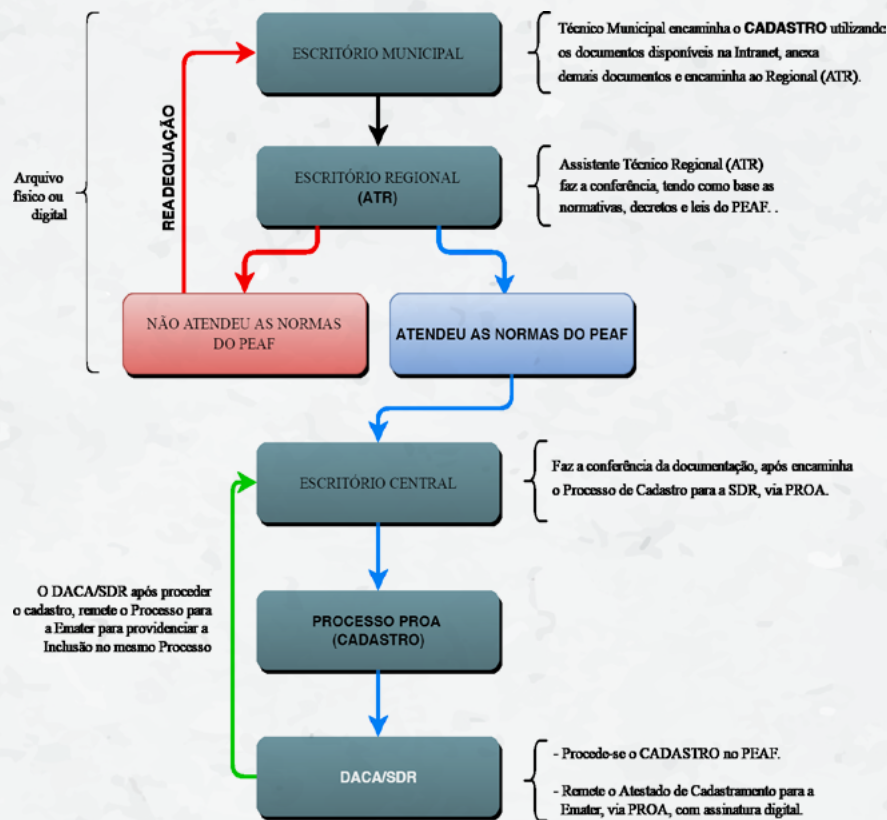 ESCRITÓRIO MUNICIPAL
Técnico Municipal encaminha o CADASTRO utilizando
os documentos disponíveis na Intranet, anexa
demais documentos e encaminha ao Regional (ATR).
READEQUAÇÃO
Arquivo
físico ou
digital
ESCRITÓRIO REGIONAL
(ATR)
Assistente Técnico Regional (ATR)
faz a conferência, tendo como base as
normativas, decretos e leis do PEAF. .
NÃO ATENDEU AS NORMAS
DO PEAF
ATENDEU AS NORMAS DO PEAF
ESCRITÓRIO CENTRAL
Faz a conferência da documentação, após encaminha
o Processo de Cadastro para a SDR, via PROA.
O DACA/SDR após proceder
o cadastro, remete o Processo para
a Emater para providenciar a
Inclusão no mesmo Processo
PROCESSO PROA
(CADASTRO)
DACA/SDR
- Procede-se o CADASTRO no PEAF.
- Remete o Atestado de Cadastramento para a
Emater, via PROA, com assinatura digital.